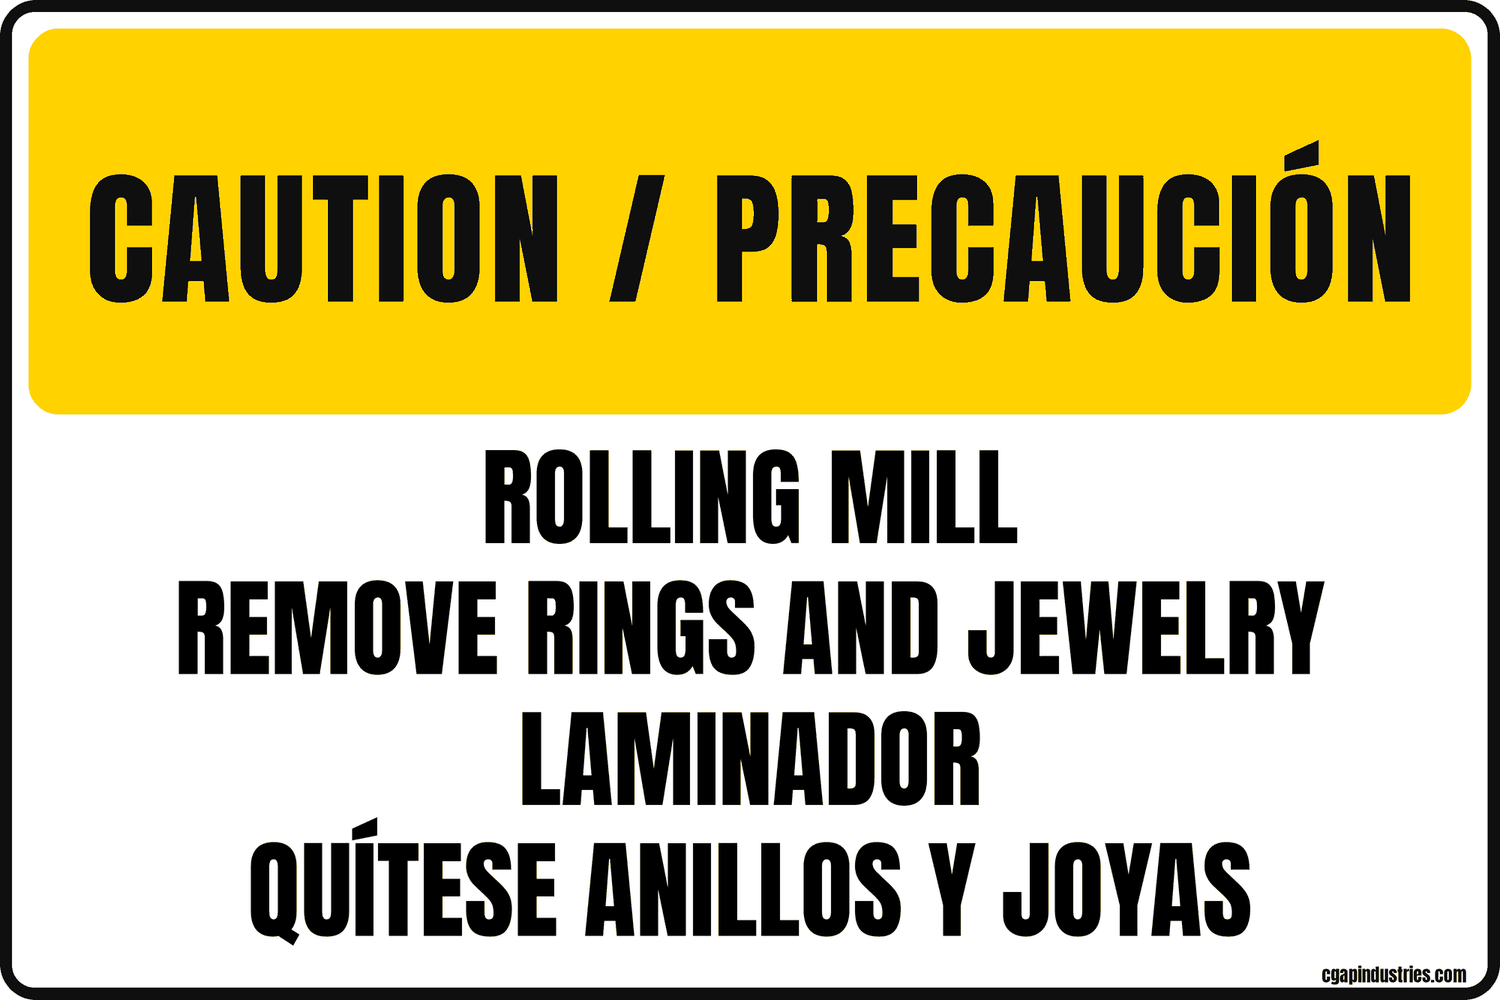 CAUTION / PRECAUCIÓN
ROLLING MILL
REMOVE RINGS AND JEWELRY
LAMINADOR
QUÍTESE ANILLOS Y JOYAS
cgapindustries.com